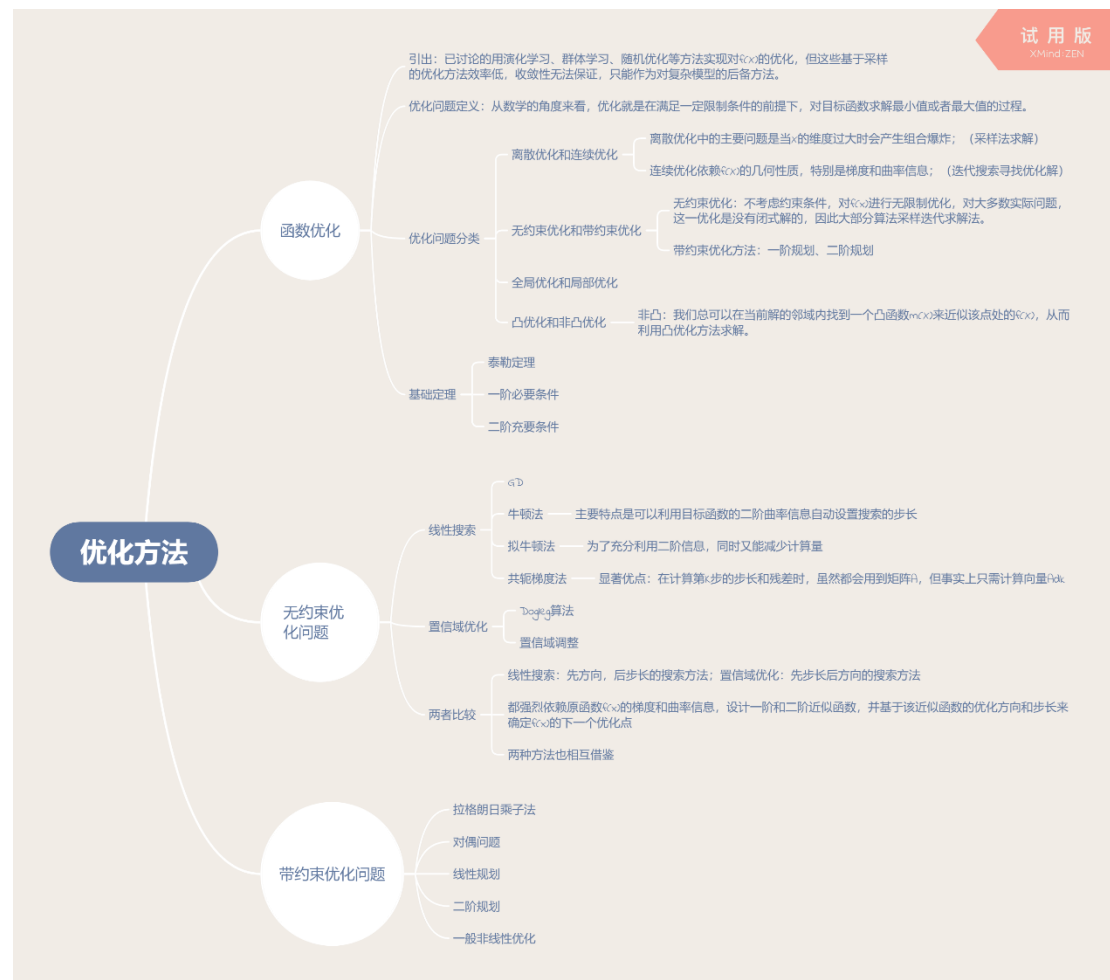 试用版
XMind:ZEN
优化方法
函数优化
引出：已讨论的用演化学习、群体学习、随机优化等方法实现对f(x)的优化，但这些基于采样
的优化方法效率低，收敛性无法保证，只能作为对复杂模型的后备方法。
优化问题定义：从数学的角度来看，优化就是在满足一定限制条件的前提下，对目标函数求解最小值或者最大值的过程。
优化问题分类
离散优化和连续优化
离散优化中的主要问题是当x的维度过大时会产生组合爆炸；（采样法求解）
连续优化依赖f(x)的几何性质，特别是梯度和曲率信息；（迭代搜索寻找优化解）
无约束优化和带约束优化
无约束优化：不考虑约束条件，对f(x)进行无限制优化，对大多数实际问题，
这一优化是没有闭式解的，因此大部分算法采样迭代求解法。
带约束优化方法：一阶规划、二阶规划
全局优化和局部优化
凸优化和非凸优化
非凸：我们总可以在当前解的邻域内找到一个凸函数m(x)来近似该点处的f(x)，从而
利用凸优化方法求解。
基础定理
泰勒定理
一阶必要条件
二阶充要条件
无约束优
化问题
线性搜索
GD
牛顿法
主要特点是可以利用目标函数的二阶曲率信息自动设置搜索的步长
拟牛顿法
为了充分利用二阶信息，同时又能减少计算量
共轭梯度法
显著优点：在计算第k步的步长和残差时，虽然都会用到矩阵A，但事实上只需计算向量Adk
置信域优化
Dogleg算法
置信域调整
两者比较
线性搜索：先方向，后步长的搜索方法；置信域优化：先步长后方向的搜索方法
都强烈依赖原函数f(x)的梯度和曲率信息，设计一阶和二阶近似函数，并基于该近似函数的优化方向和步长来
确定f(x)的下一个优化点
两种方法也相互借鉴
带约束优化问题
拉格朗日乘子法
对偶问题
线性规划
二阶规划
一般非线性优化